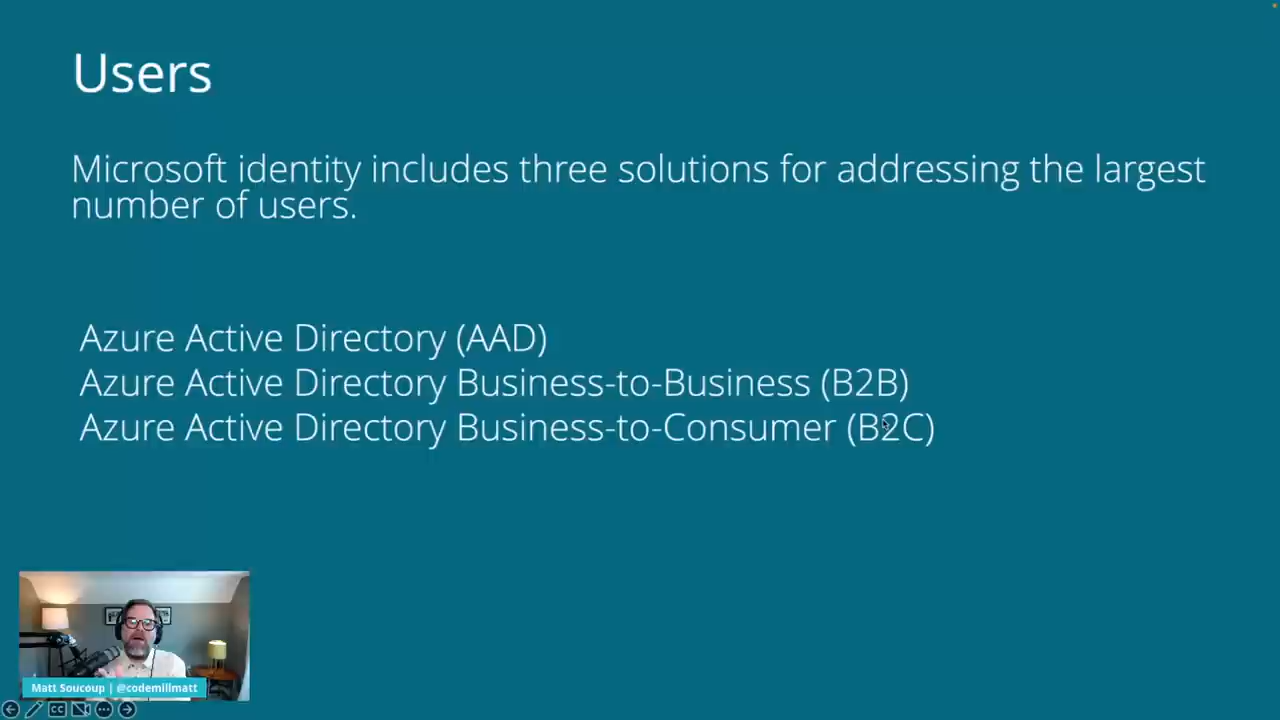 Users
Microsoft identity includes three solutions for addressing the largest
number of users.
Azure Active Directory (AAD)
Azure Active Directory Business-to-Business (B2B)
Azure Active Directory Business-to-Consumer (B2C)
Matt Soucoup | @codemillmatt
CC